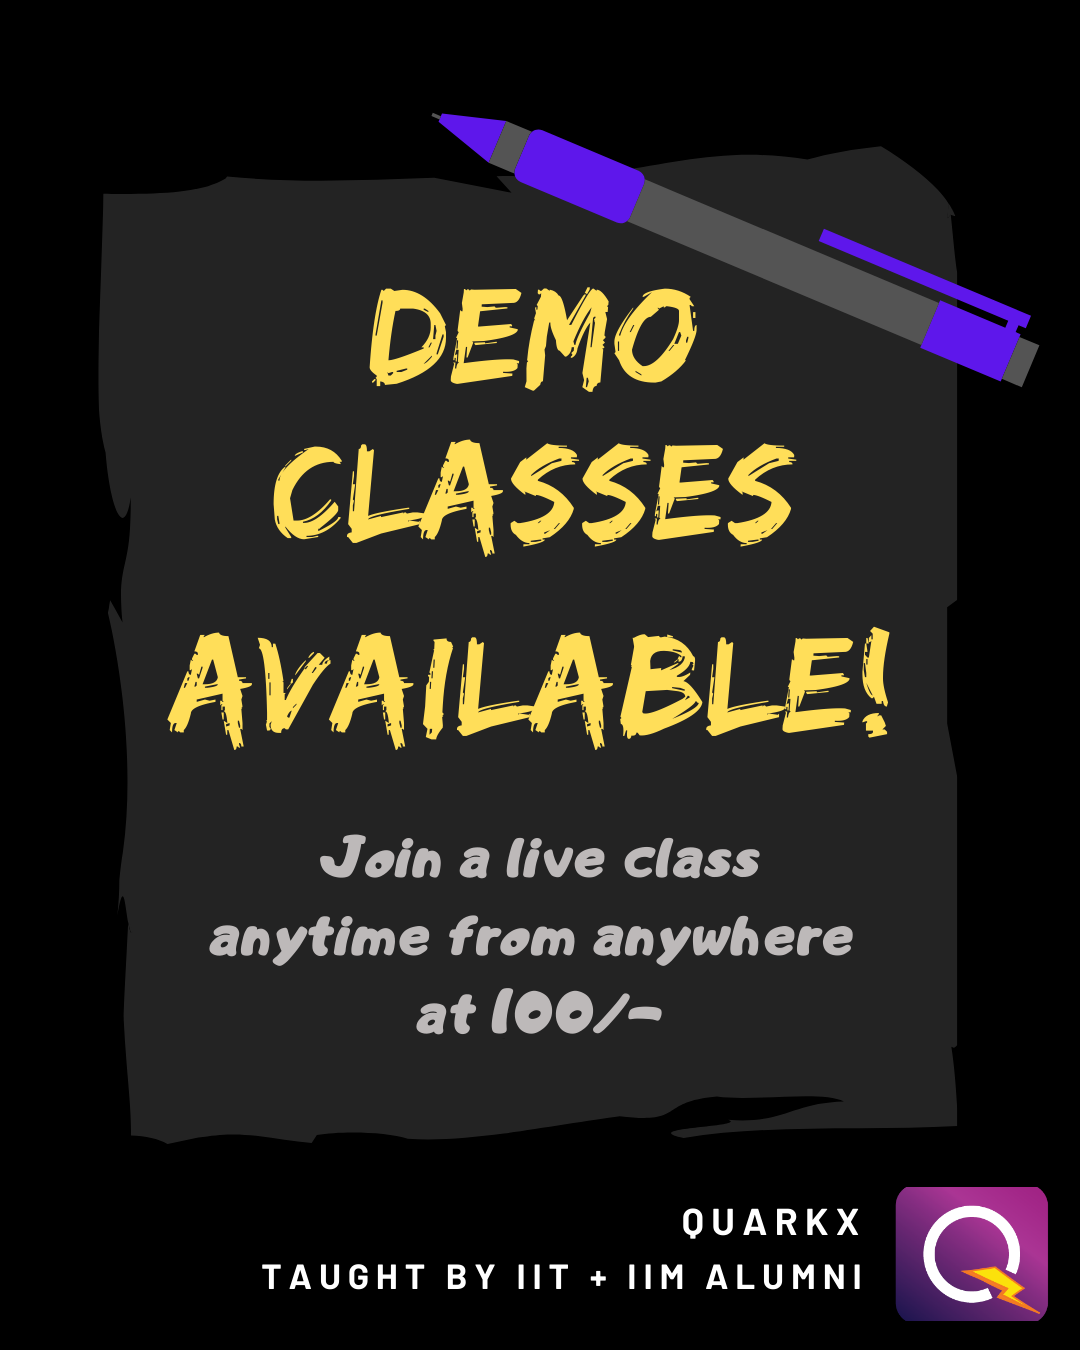 DEMO
CLASSES
AVAILABLE!
Join a live class
anytime from anywhere
at 100/-
QUARKX
TAUGHT BY IIT + IIM ALUMNI